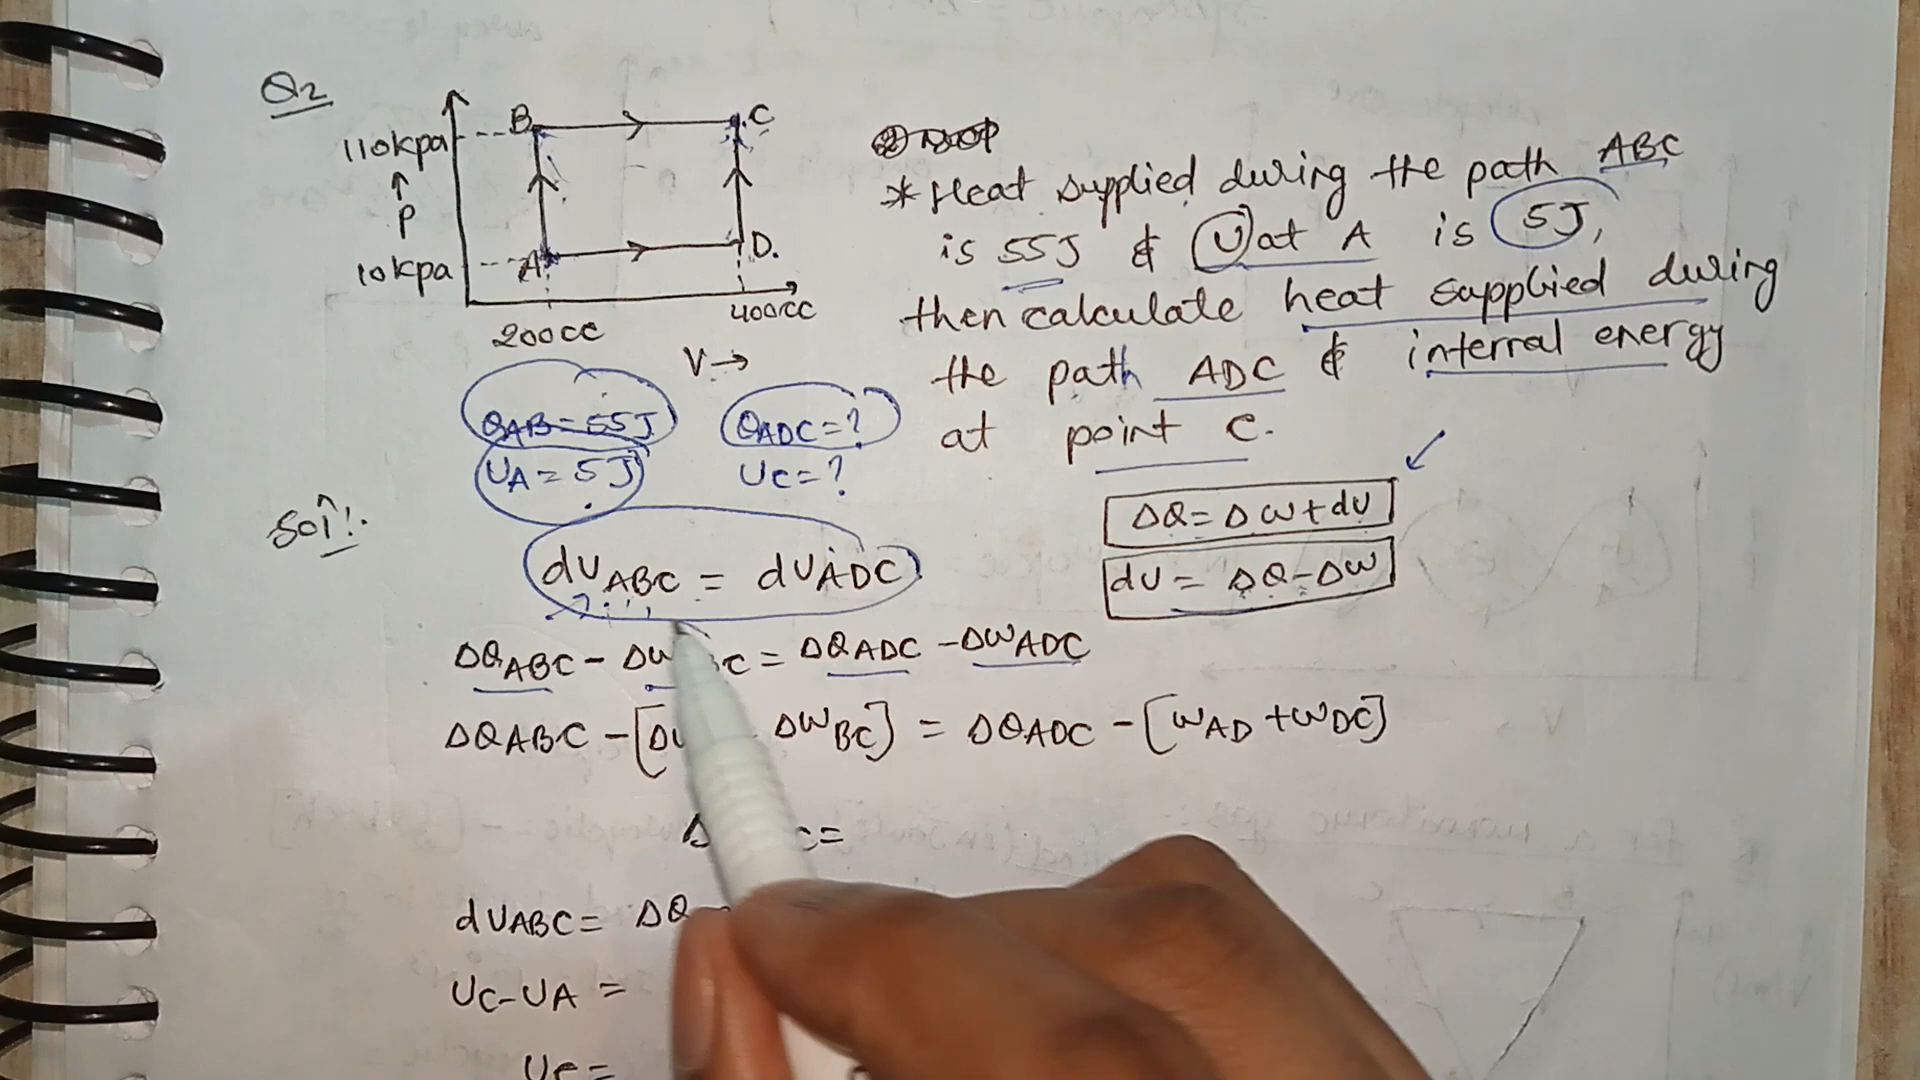 Q2
110kpa
↑
P
10kpa
B
C
A
D.
200CC
400CC
V→
* Heat supplied during the path ABC
is 55J & U at A is 5J,
then calculate heat supplied during
the path ADC & internal energy
at point C.
QAB = 55J
QADC = ?
UA = 5J
UC = ?
Sol:
ΔQ = ΔW + dU
dU = ΔQ - ΔW
dUABC = dUADC
ΔQABC - ΔW C = ΔQADC - ΔWADC
ΔQABC - [Δ ΔWBC] = ΔQADC - [WAD + WDC]
Δ C =
dUABC = ΔQ
UC - UA =
UC =